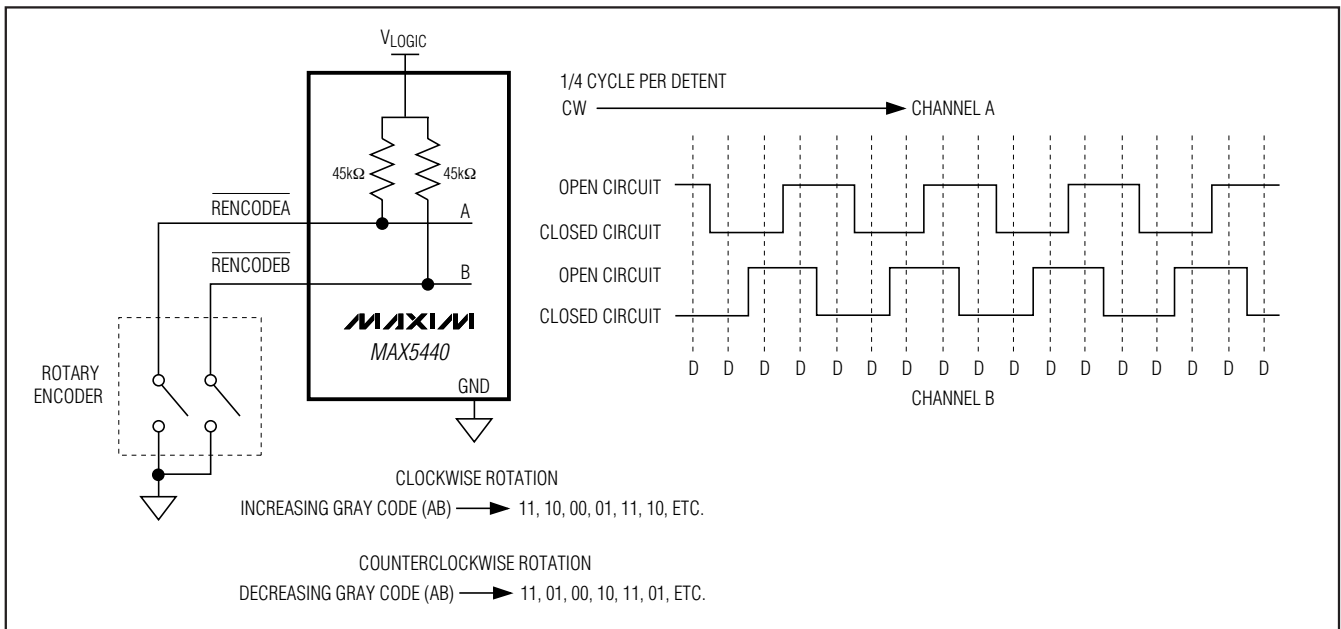 VLOGIC
45kΩ 45kΩ
RENCODEA
A
RENCODEB
B
MAXIM
MAX5440
GND
ROTARY
ENCODER
1/4 CYCLE PER DETENT
CW CHANNEL A
OPEN CIRCUIT
CLOSED CIRCUIT
OPEN CIRCUIT
CLOSED CIRCUIT
D D D D D D D D D D D D D D D D D
CHANNEL B
CLOCKWISE ROTATION
INCREASING GRAY CODE (AB) 11, 10, 00, 01, 11, 10, ETC.
COUNTERCLOCKWISE ROTATION
DECREASING GRAY CODE (AB) 11, 01, 00, 10, 11, 01, ETC.